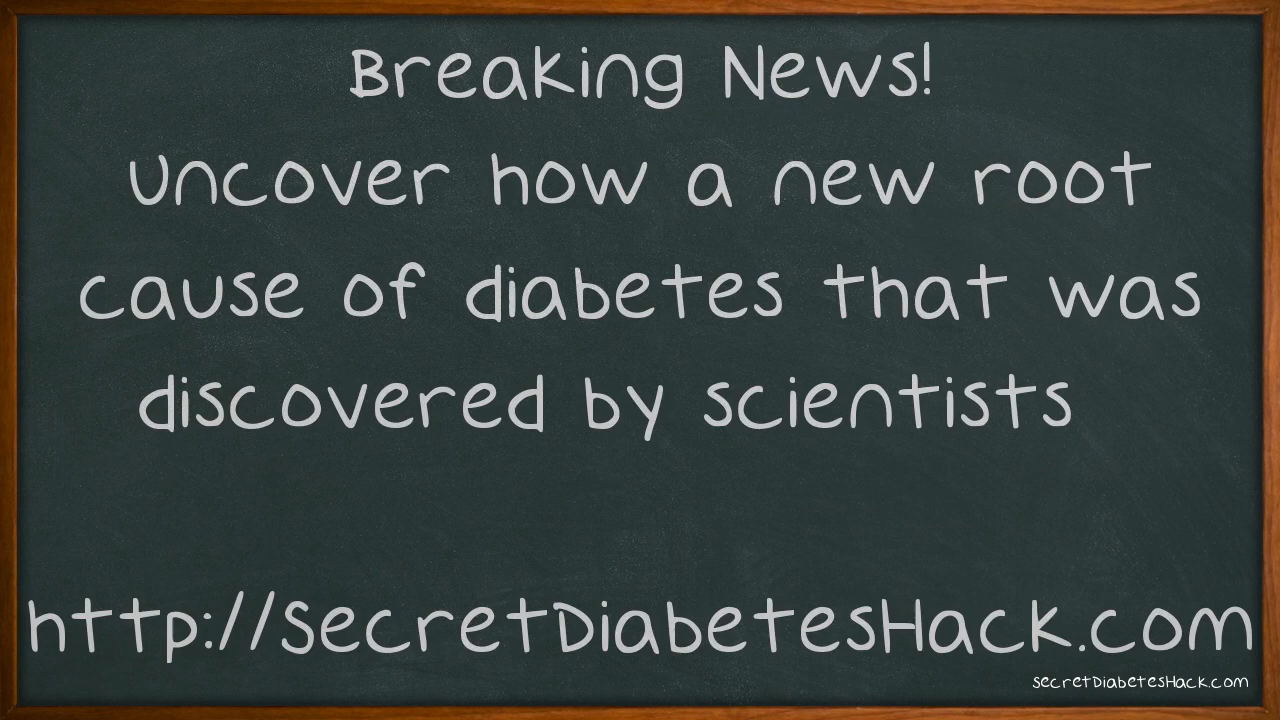 Breaking News!
Uncover how a new root
cause of diabetes that was
discovered by scientists
http://SecretDiabetesHack.com
secretDiabetesHack.com